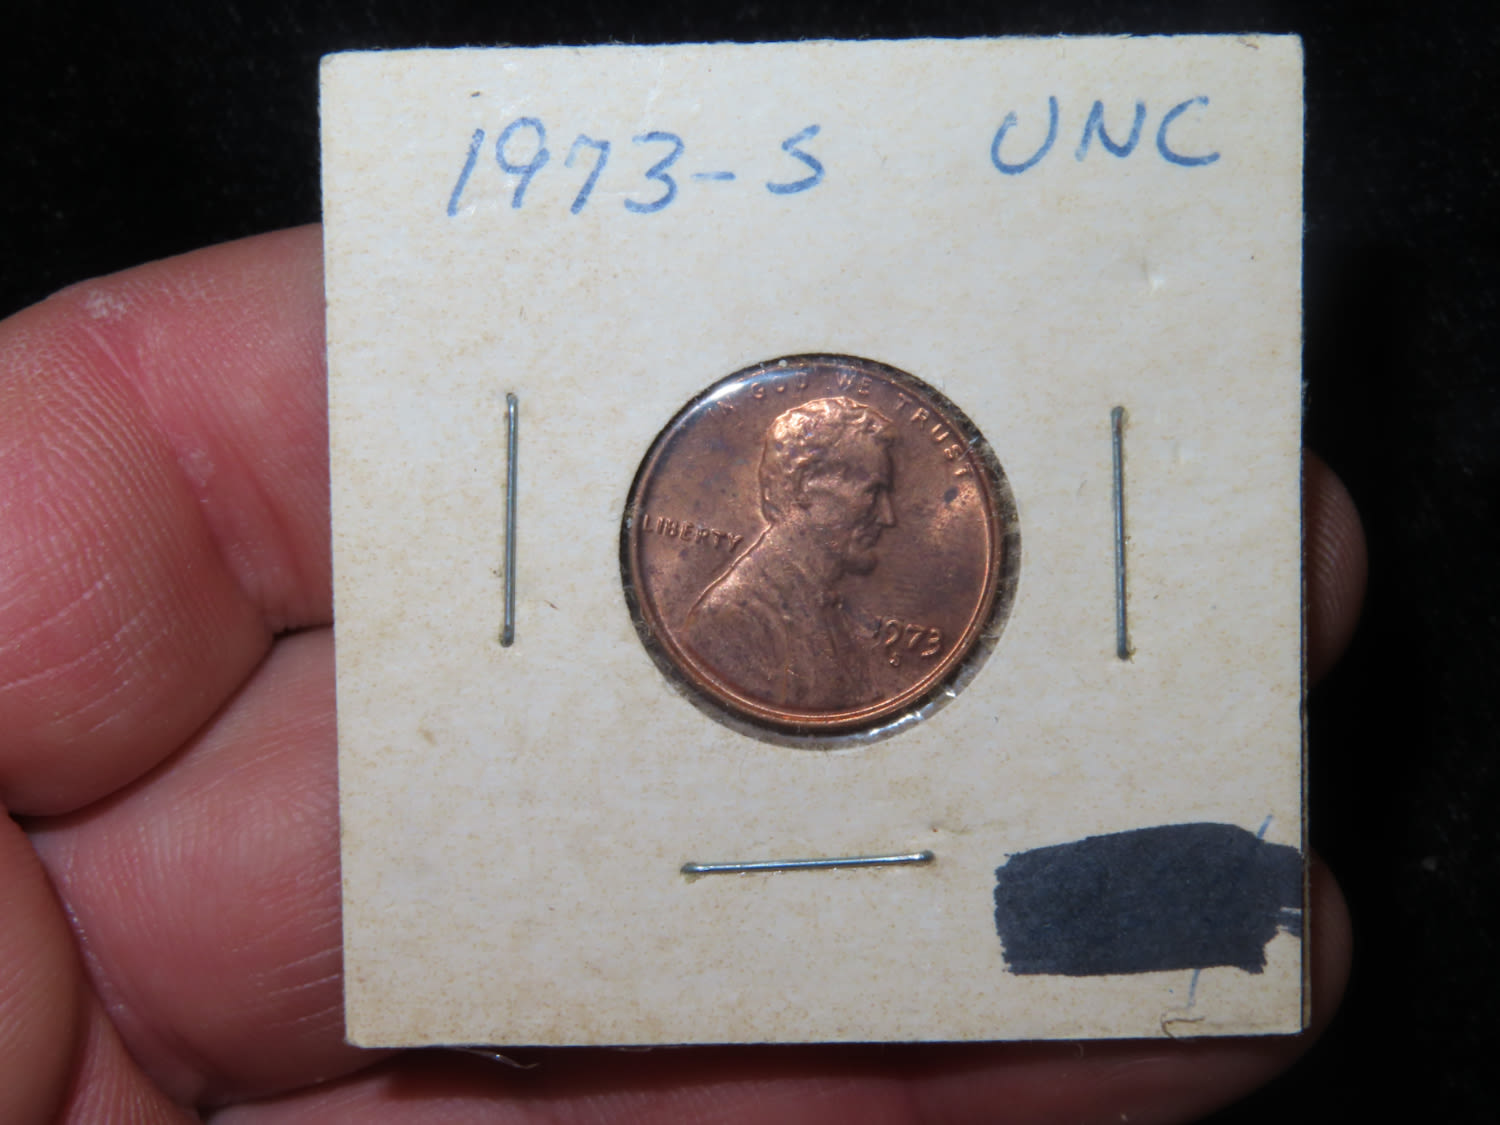 1973-S UNC
IN GOD WE TRUST
LIBERTY
1973
S